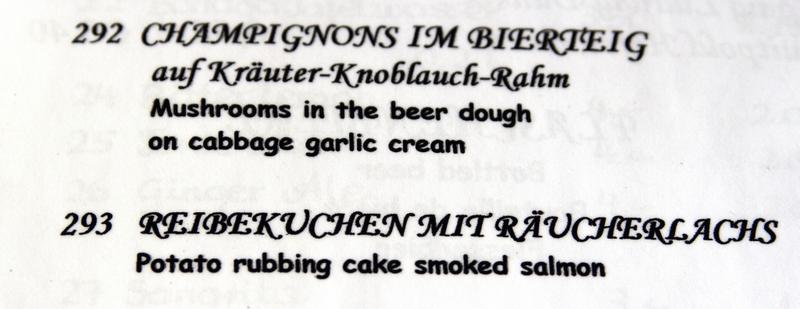 292 CHAMPIGNONS IM BIERTEIG
auf Kräuter-Knoblauch-Rahm
Mushrooms in the beer dough
on cabbage garlic cream
293 REIBEKUCHEN MIT RÄUCHERLACHS
Potato rubbing cake smoked salmon